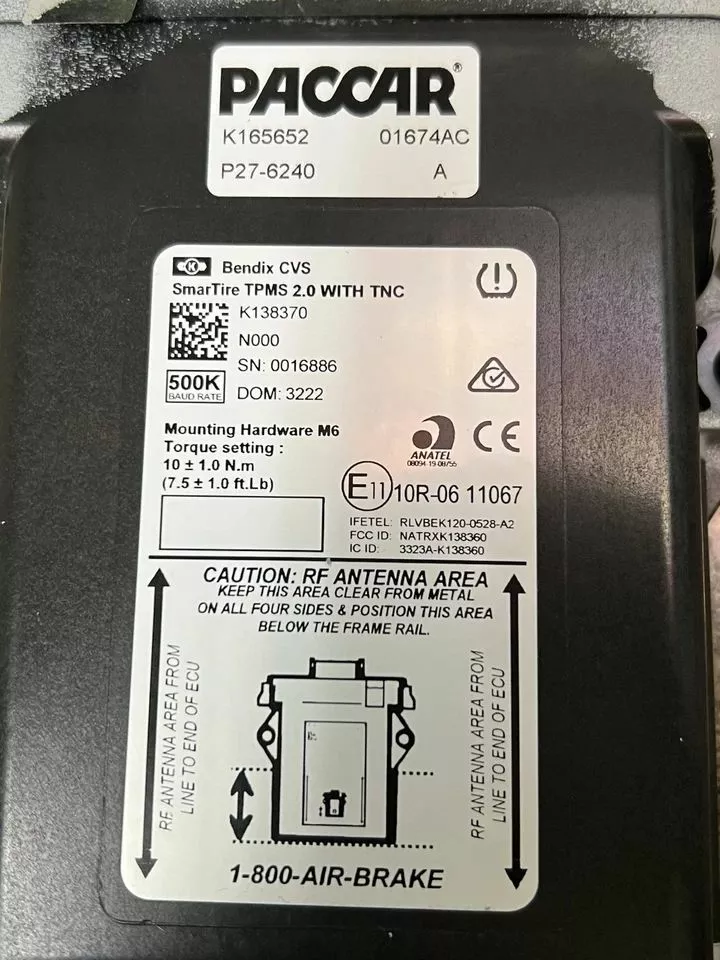 PACCAR®
K165652 01674AC
P27-6240 A
K Bendix CVS
SmarTire TPMS 2.0 WITH TNC
K138370
N000
SN: 0016886
500K
BAUD RATE
DOM: 3222
Mounting Hardware M6
Torque setting :
10 ± 1.0 N.m
(7.5 ± 1.0 ft.Lb)
ANATEL
08094-19-08755
CE
E11 10R-06 11067
IFETEL: RLVBEK120-0528-A2
FCC ID: NATRXK138360
IC ID: 3323A-K138360
CAUTION: RF ANTENNA AREA
KEEP THIS AREA CLEAR FROM METAL
ON ALL FOUR SIDES & POSITION THIS AREA
BELOW THE FRAME RAIL.
RF ANTENNA AREA FROM
LINE TO END OF ECU
RF ANTENNA AREA FROM
LINE TO END OF ECU
1-800-AIR-BRAKE